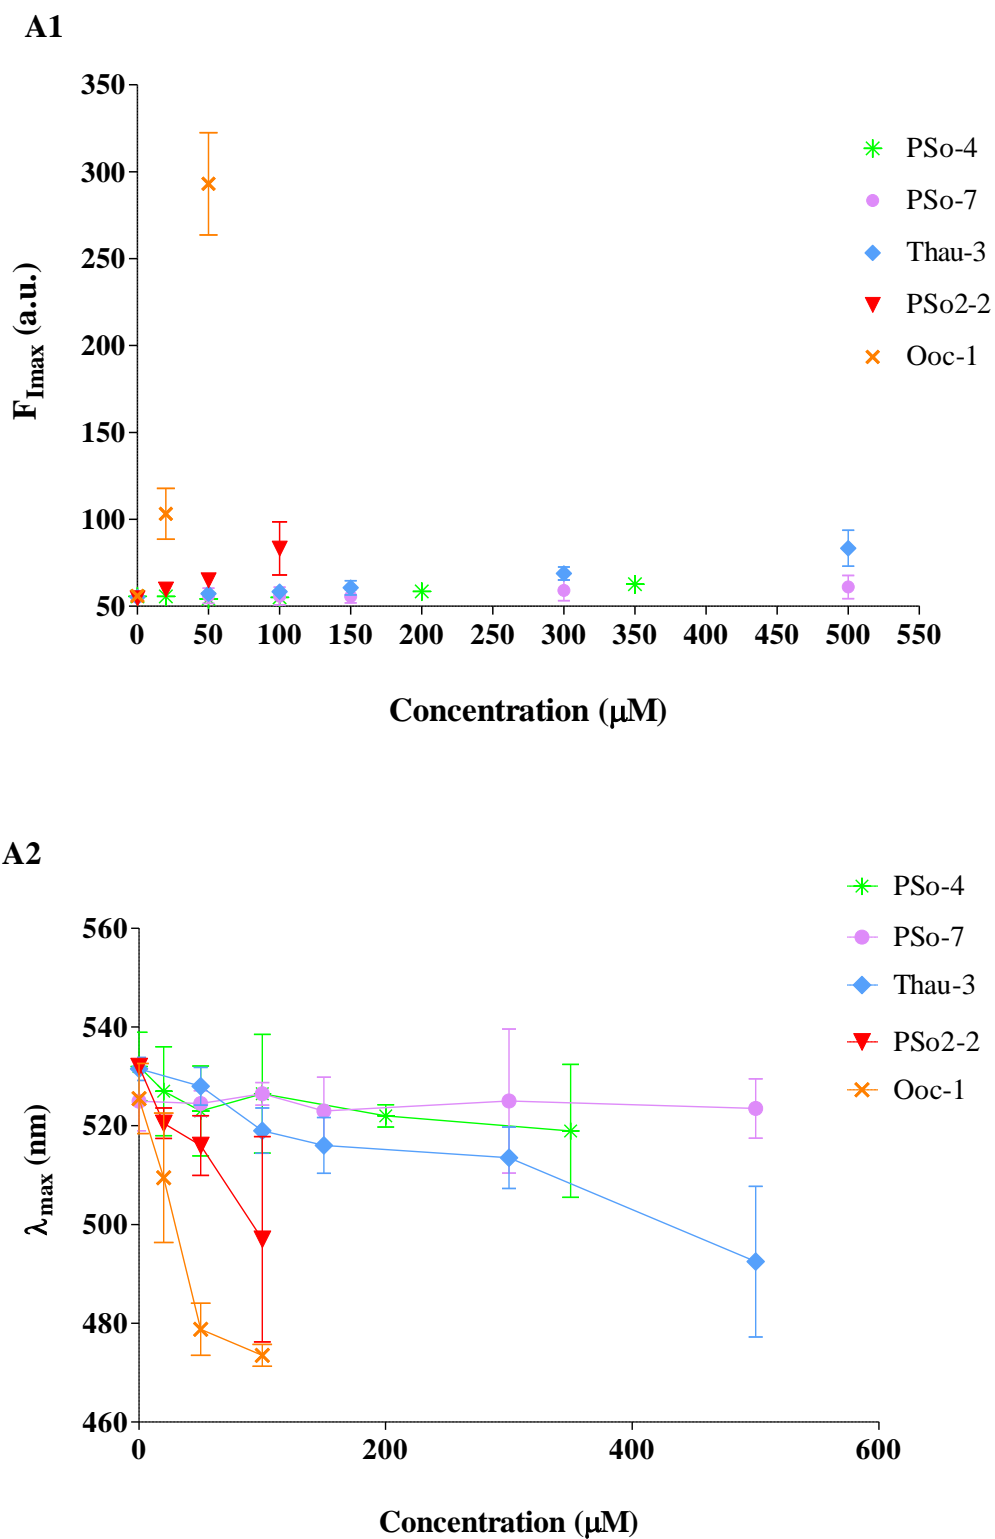 A1
350
300
250
200
150
100
50
F_Imax (a.u.)
0 50 100 150 200 250 300 350 400 450 500 550
Concentration (μM)
PSo-4
PSo-7
Thau-3
PSo2-2
Ooc-1
A2
560
540
520
500
480
460
λ_max (nm)
0 200 400 600
Concentration (μM)
PSo-4
PSo-7
Thau-3
PSo2-2
Ooc-1